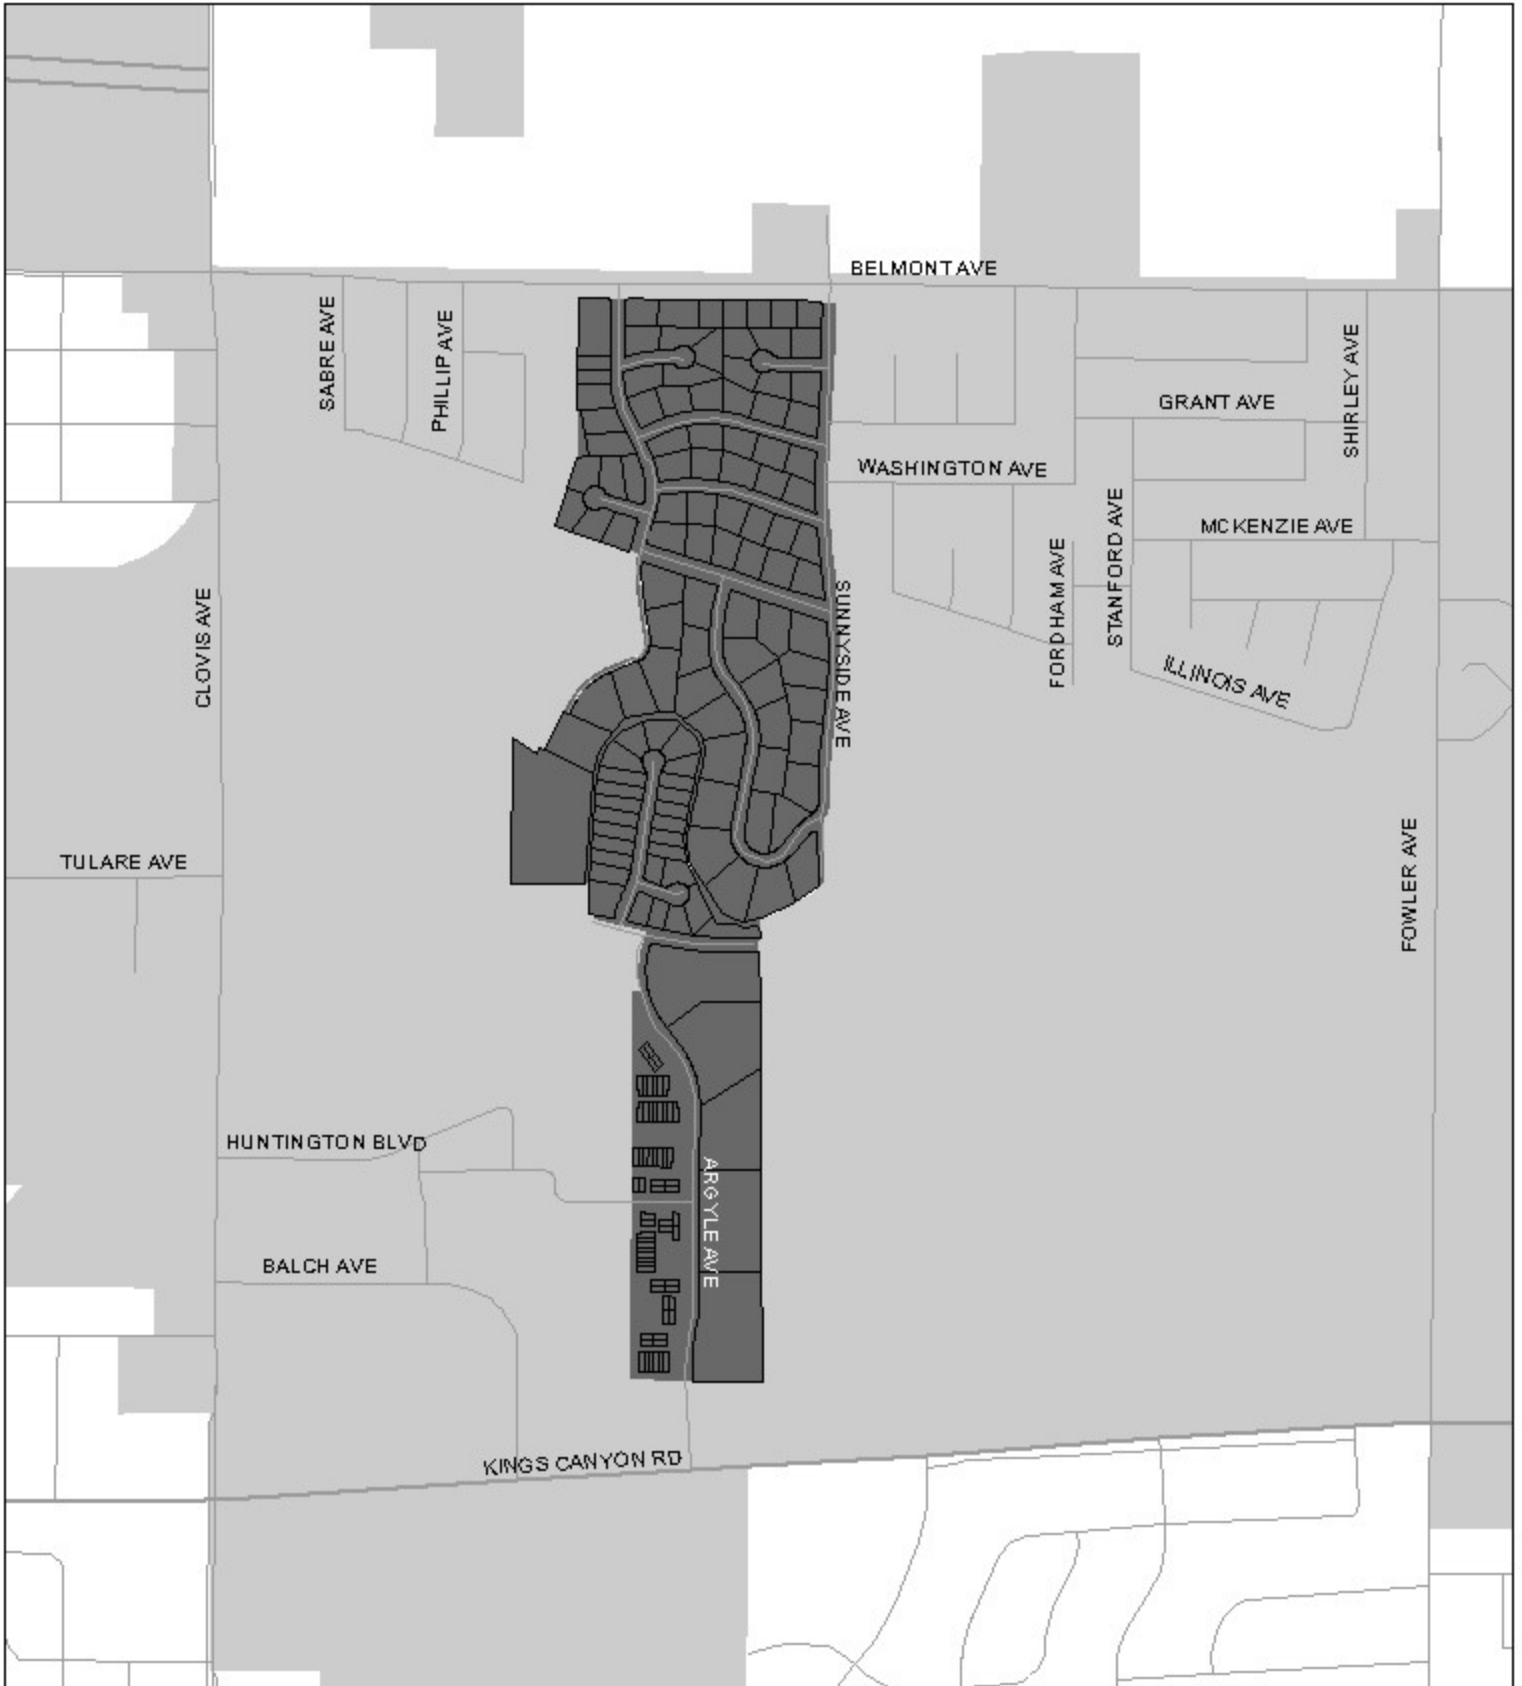 BELMONT AVE
SABRE AVE
PHILLIP AVE
SHIRLEY AVE
GRANT AVE
WASHINGTON AVE
STANFORD AVE
MCKENZIE AVE
FORDHAM AVE
CLOVIS AVE
SUNNYSIDE AVE
ILLINOIS AVE
TULARE AVE
FOWLER AVE
HUNTINGTON BLVD
ARGYLE AVE
BALCH AVE
KINGS CANYON RD